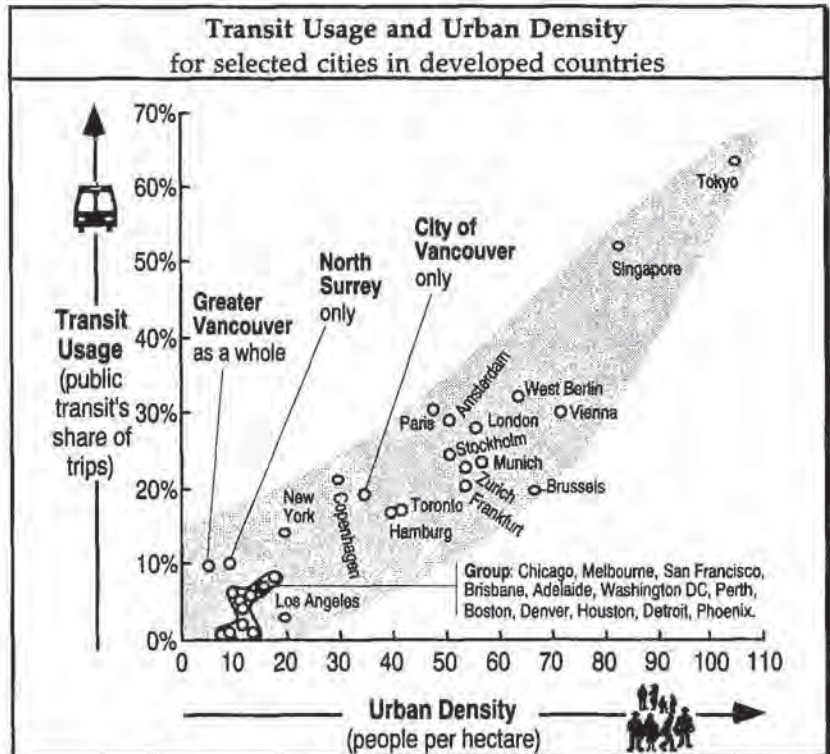 Transit Usage and Urban Density
for selected cities in developed countries
70%
60%
50%
40%
30%
20%
10%
0%
Transit
Usage
(public
transit's
share of
trips)
Greater
Vancouver
as a whole
North
Surrey
only
City of
Vancouver
only
Tokyo
Singapore
Amsterdam
West Berlin
Paris
London
Vienna
Stockholm
Munich
Zurich
Frankfurt
Brussels
New
York
Copenhagen
Toronto
Hamburg
Los Angeles
Group: Chicago, Melbourne, San Francisco,
Brisbane, Adelaide, Washington DC, Perth,
Boston, Denver, Houston, Detroit, Phoenix.
0 10 20 30 40 50 60 70 80 90 100 110
Urban Density
(people per hectare)